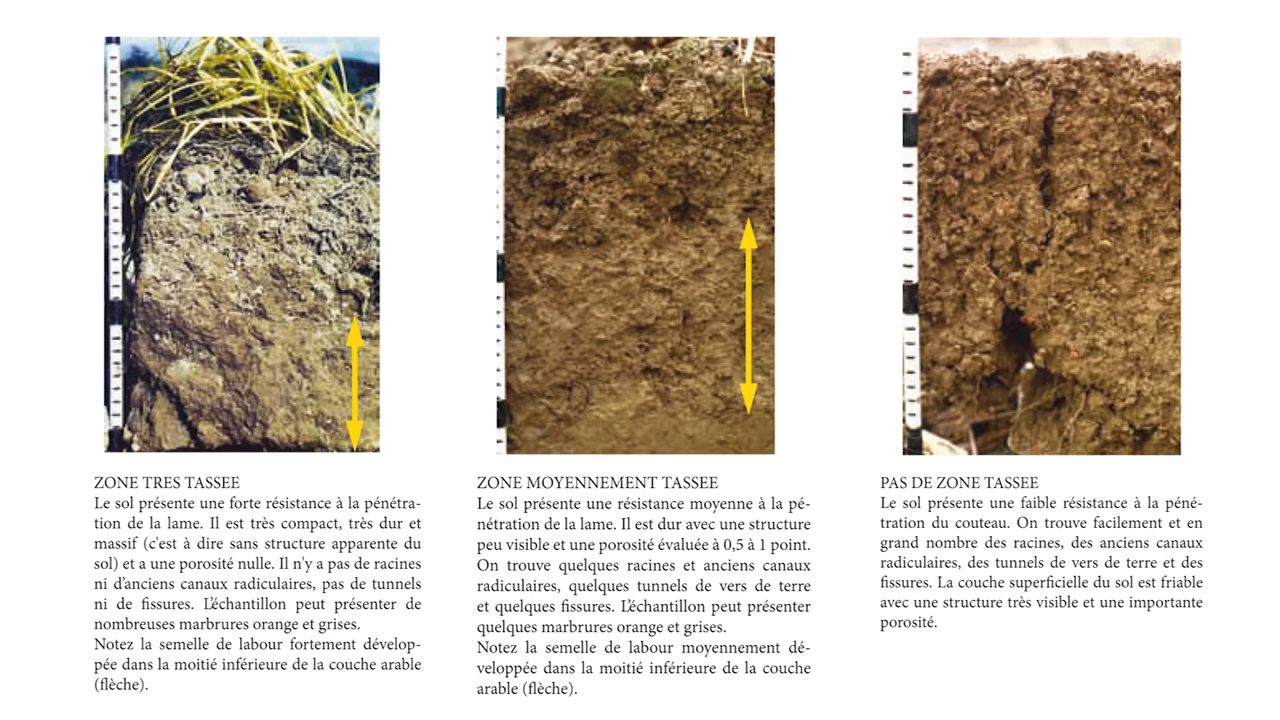 ZONE TRES TASSEE
Le sol présente une forte résistance à la pénétra-
tion de la lame. Il est très compact, très dur et
massif (c'est à dire sans structure apparente du
sol) et a une porosité nulle. Il n'y a pas de racines
ni d'anciens canaux radiculaires, pas de tunnels
ni de fissures. L'échantillon peut présenter de
nombreuses marbrures orange et grises.
Notez la semelle de labour fortement dévelop-
pée dans la moitié inférieure de la couche arable
(flèche).
ZONE MOYENNEMENT TASSEE
Le sol présente une résistance moyenne à la pé-
nétration de la lame. Il est dur avec une structure
peu visible et une porosité évaluée à 0,5 à 1 point.
On trouve quelques racines et anciens canaux
radiculaires, quelques tunnels de vers de terre
et quelques fissures. L'échantillon peut présenter
quelques marbrures orange et grises.
Notez la semelle de labour moyennement dé-
veloppée dans la moitié inférieure de la couche
arable (flèche).
PAS DE ZONE TASSEE
Le sol présente une faible résistance à la péné-
tration du couteau. On trouve facilement et en
grand nombre des racines, des anciens canaux
radiculaires, des tunnels de vers de terre et des
fissures. La couche superficielle du sol est friable
avec une structure très visible et une importante
porosité.